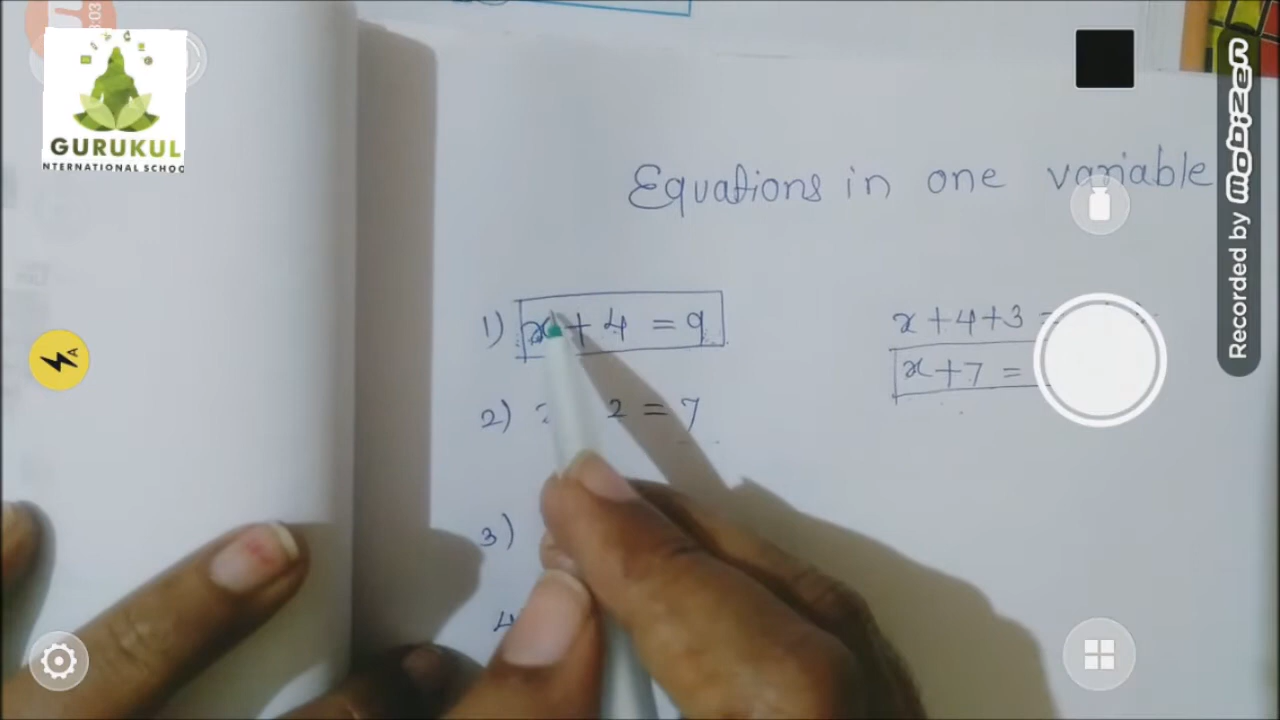 GURUKUL
NTERNATIONAL SCHOO
Equations in one variable
1) x + 4 = 9
2) 2 = 7
3)
4
x + 4 + 3 =
x + 7 =
Recorded by mobizen